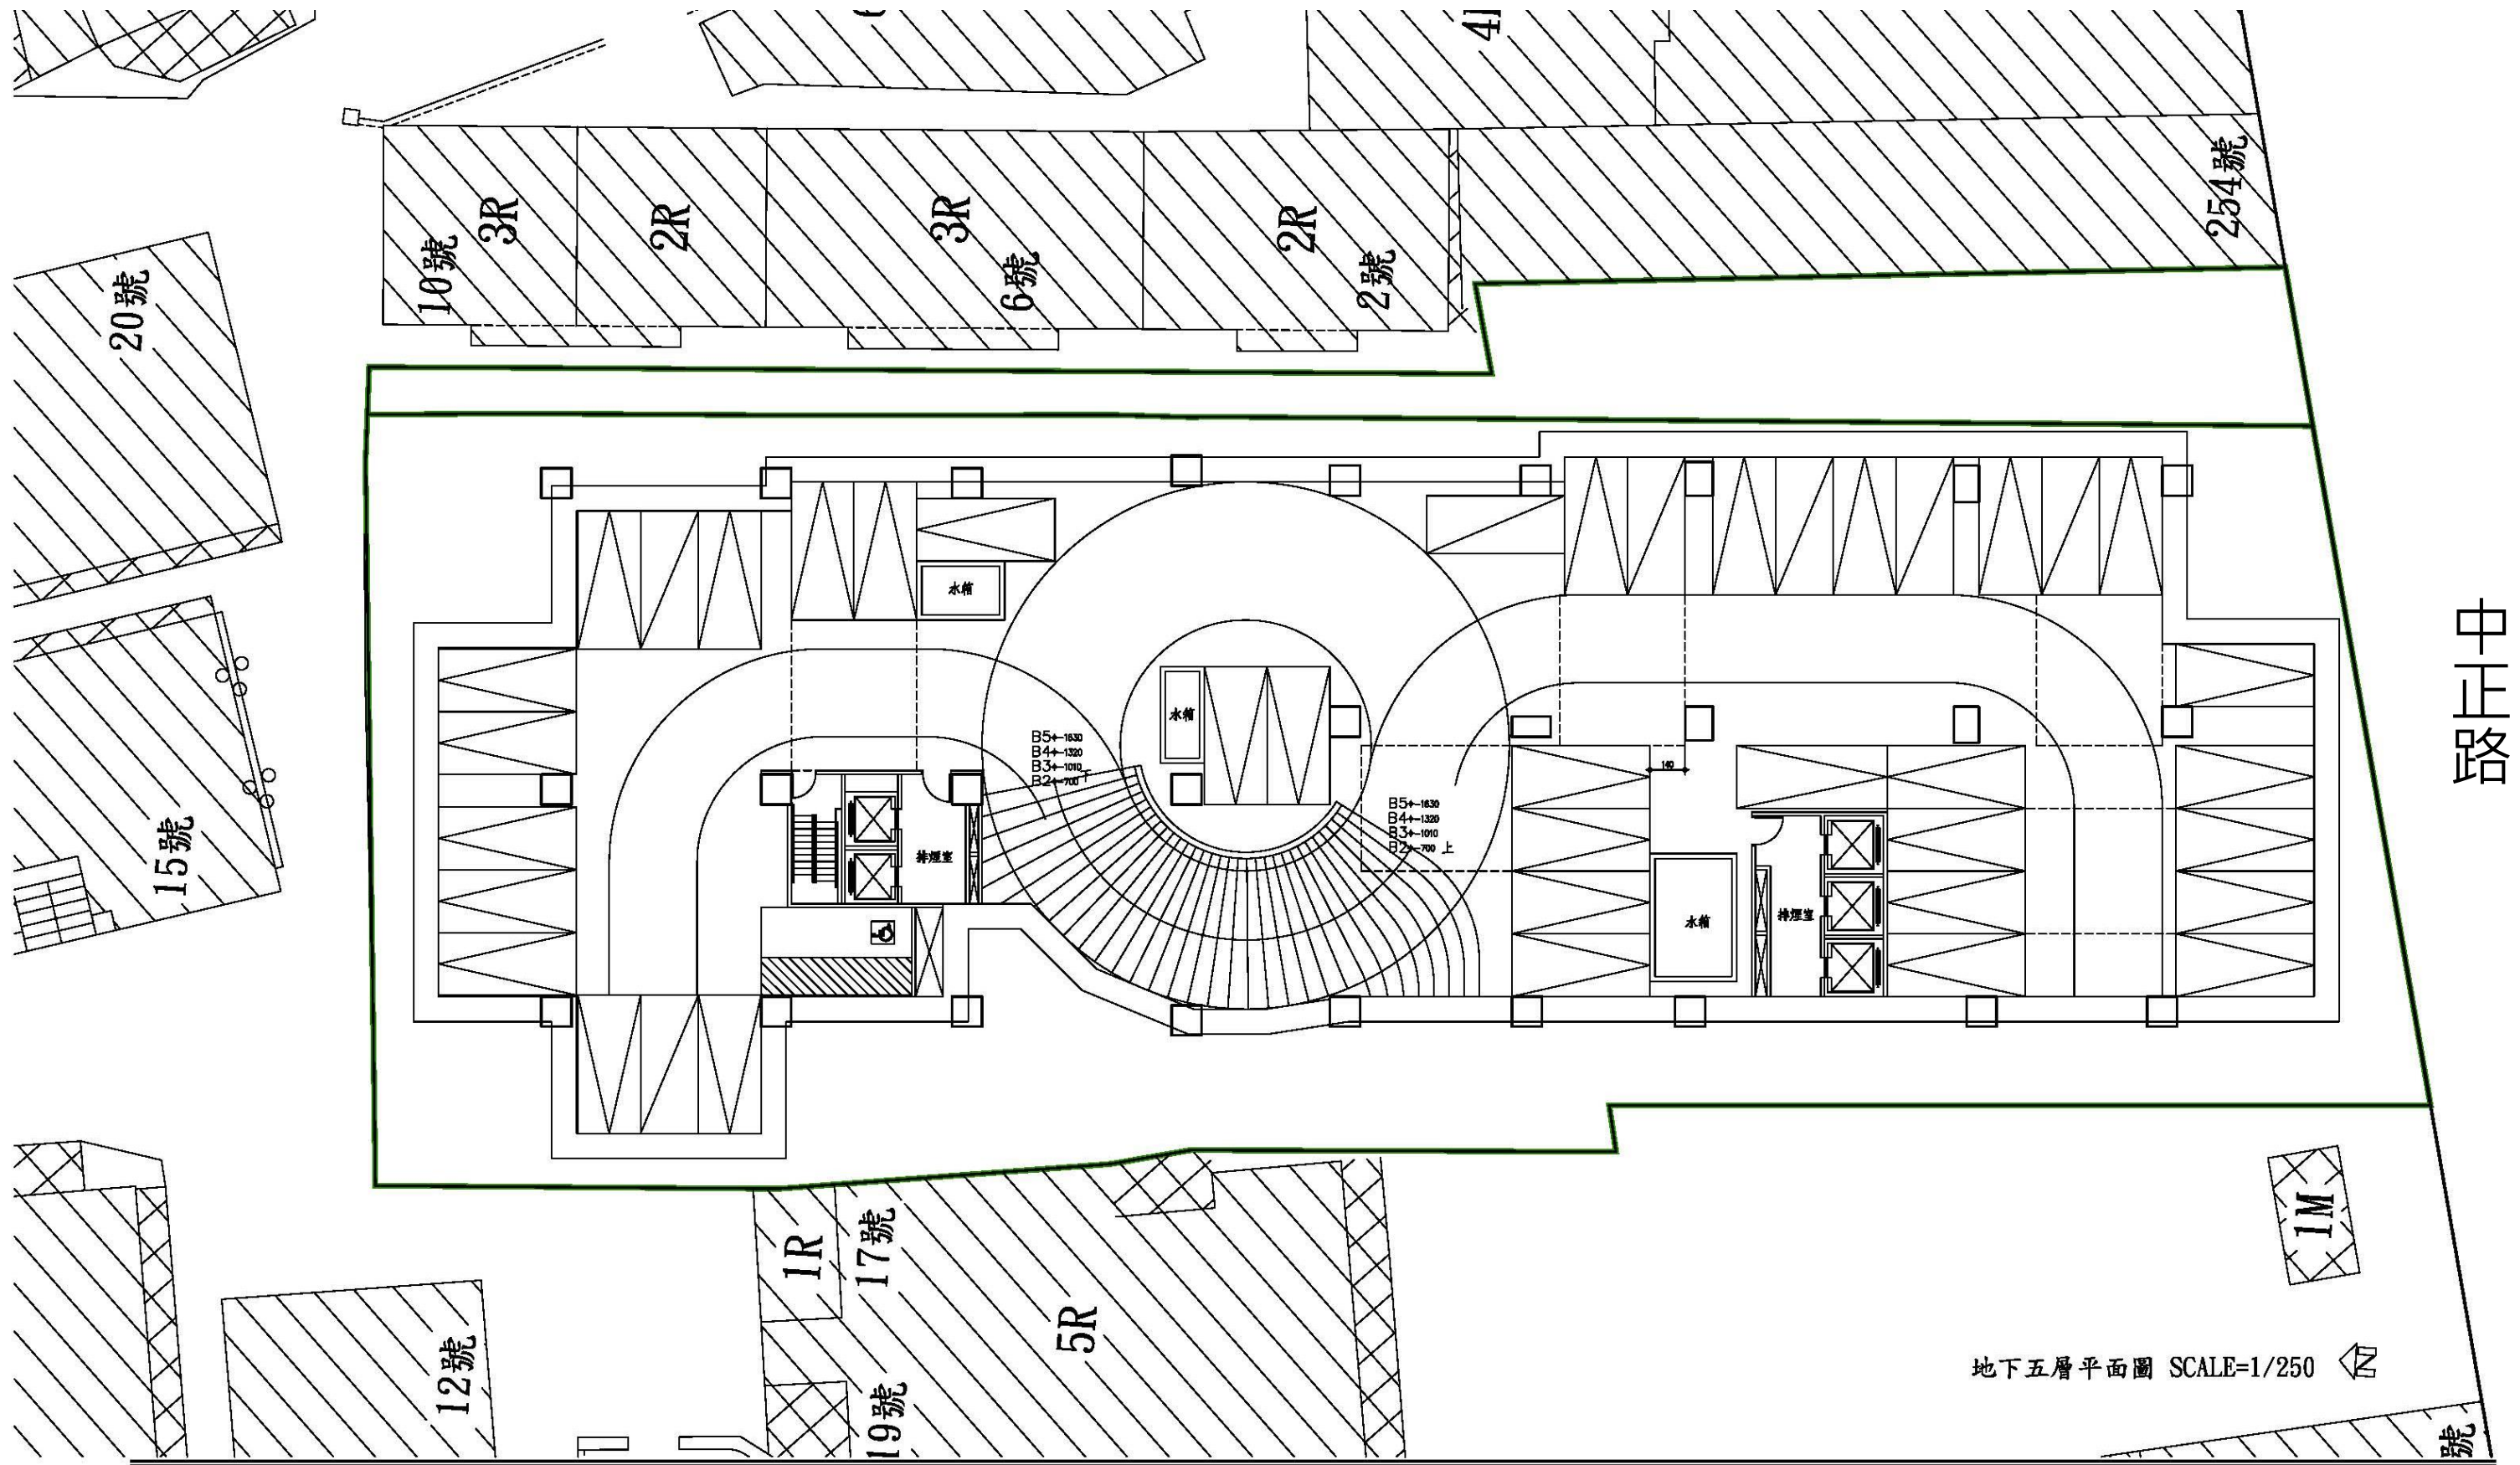 3R
2R
3R
2R
10號
6號
2號
254號
20號
15號
中正路
水箱
水箱
B5 -1630
B4 -1320
B3 -1010
B2 -700 下
B5 -1630
B4 -1320
B3 -1010
B2 -700 上
140
排煙室
水箱
排煙室
1R
17號
5R
19號
12號
1M
地下五層平面圖 SCALE=1/250
N
號